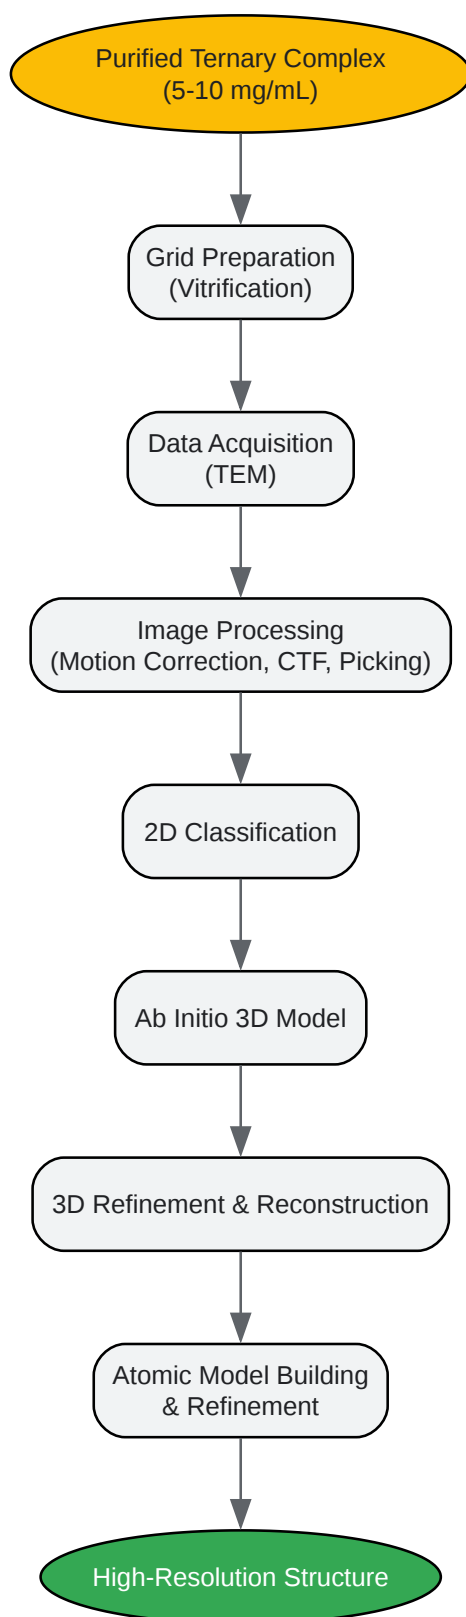 Purified Ternary Complex
(5-10 mg/mL)
Grid Preparation
(Vitrification)
Data Acquisition
(TEM)
Image Processing
(Motion Correction, CTF, Picking)
2D Classification
Ab Initio 3D Model
3D Refinement & Reconstruction
Atomic Model Building
& Refinement
High-Resolution Structure